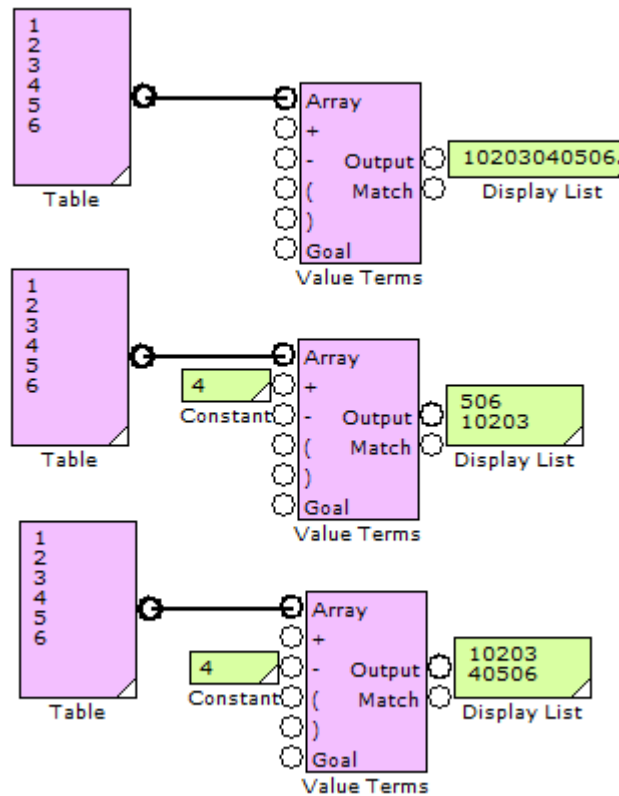 1
2
3
4
5
6
Table
Array
+
-
(
)
Goal
Output
Match
Value Terms
10203040506.
Display List
1
2
3
4
5
6
Table
4
Constant
Array
+
-
(
)
Goal
Output
Match
Value Terms
506
10203
Display List
1
2
3
4
5
6
Table
4
Constant
Array
+
-
(
)
Goal
Output
Match
Value Terms
10203
40506
Display List